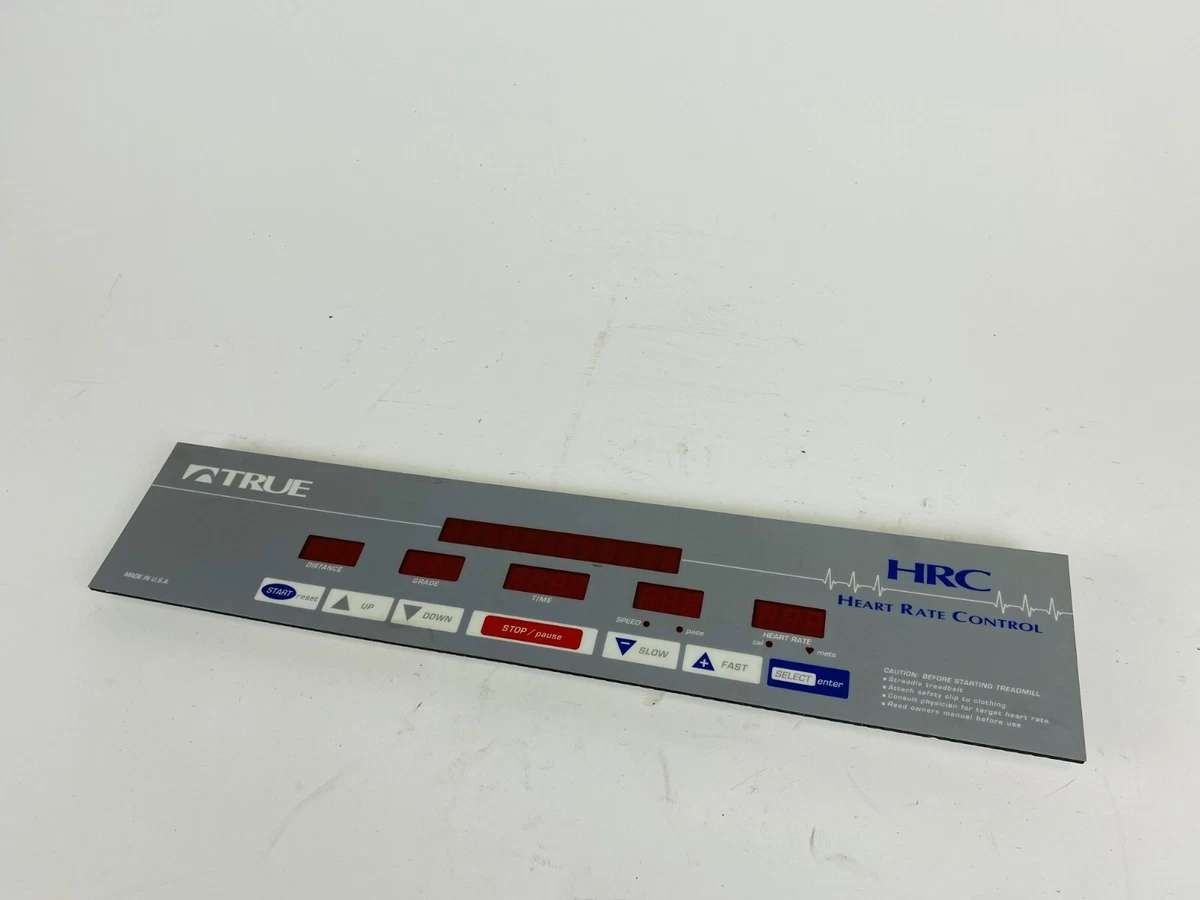 TRUE
HRC
HEART RATE CONTROL
DISTANCE
GRADE
TIME
SPEED
pace
HEART RATE
cal
mets
MADE IN U.S.A.
START reset
UP
DOWN
STOP / pause
SLOW
FAST
SELECT enter
CAUTION: BEFORE STARTING TREADMILL
• Straddle treadbelt
• Attach safety clip to clothing
• Consult physician for target heart rate
• Read owners manual before use